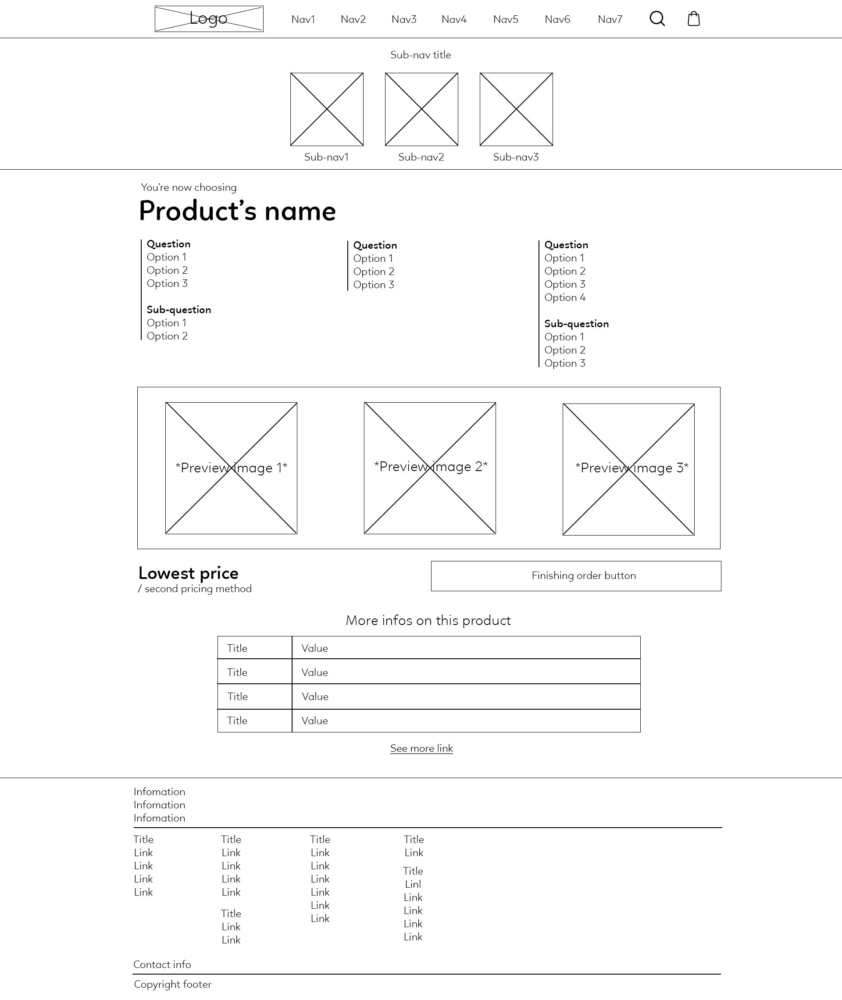 Logo
Nav1 Nav2 Nav3 Nav4 Nav5 Nav6 Nav7
Sub-nav title
Sub-nav1 Sub-nav2 Sub-nav3
You're now choosing
Product's name
Question
Option 1
Option 2
Option 3
Sub-question
Option 1
Option 2
Question
Option 1
Option 2
Option 3
Question
Option 1
Option 2
Option 3
Option 4
Sub-question
Option 1
Option 2
Option 3
*Preview image 1*
*Preview image 2*
*Preview image 3*
Lowest price
/ second pricing method
Finishing order button
More infos on this product
Title Value
Title Value
Title Value
Title Value
See more link
Infomation
Infomation
Infomation
Title
Link
Link
Link
Link
Title
Link
Link
Link
Link
Title
Link
Link
Title
Link
Link
Link
Link
Link
Link
Title
Link
Title
Linl
Link
Link
Link
Link
Contact info
Copyright footer